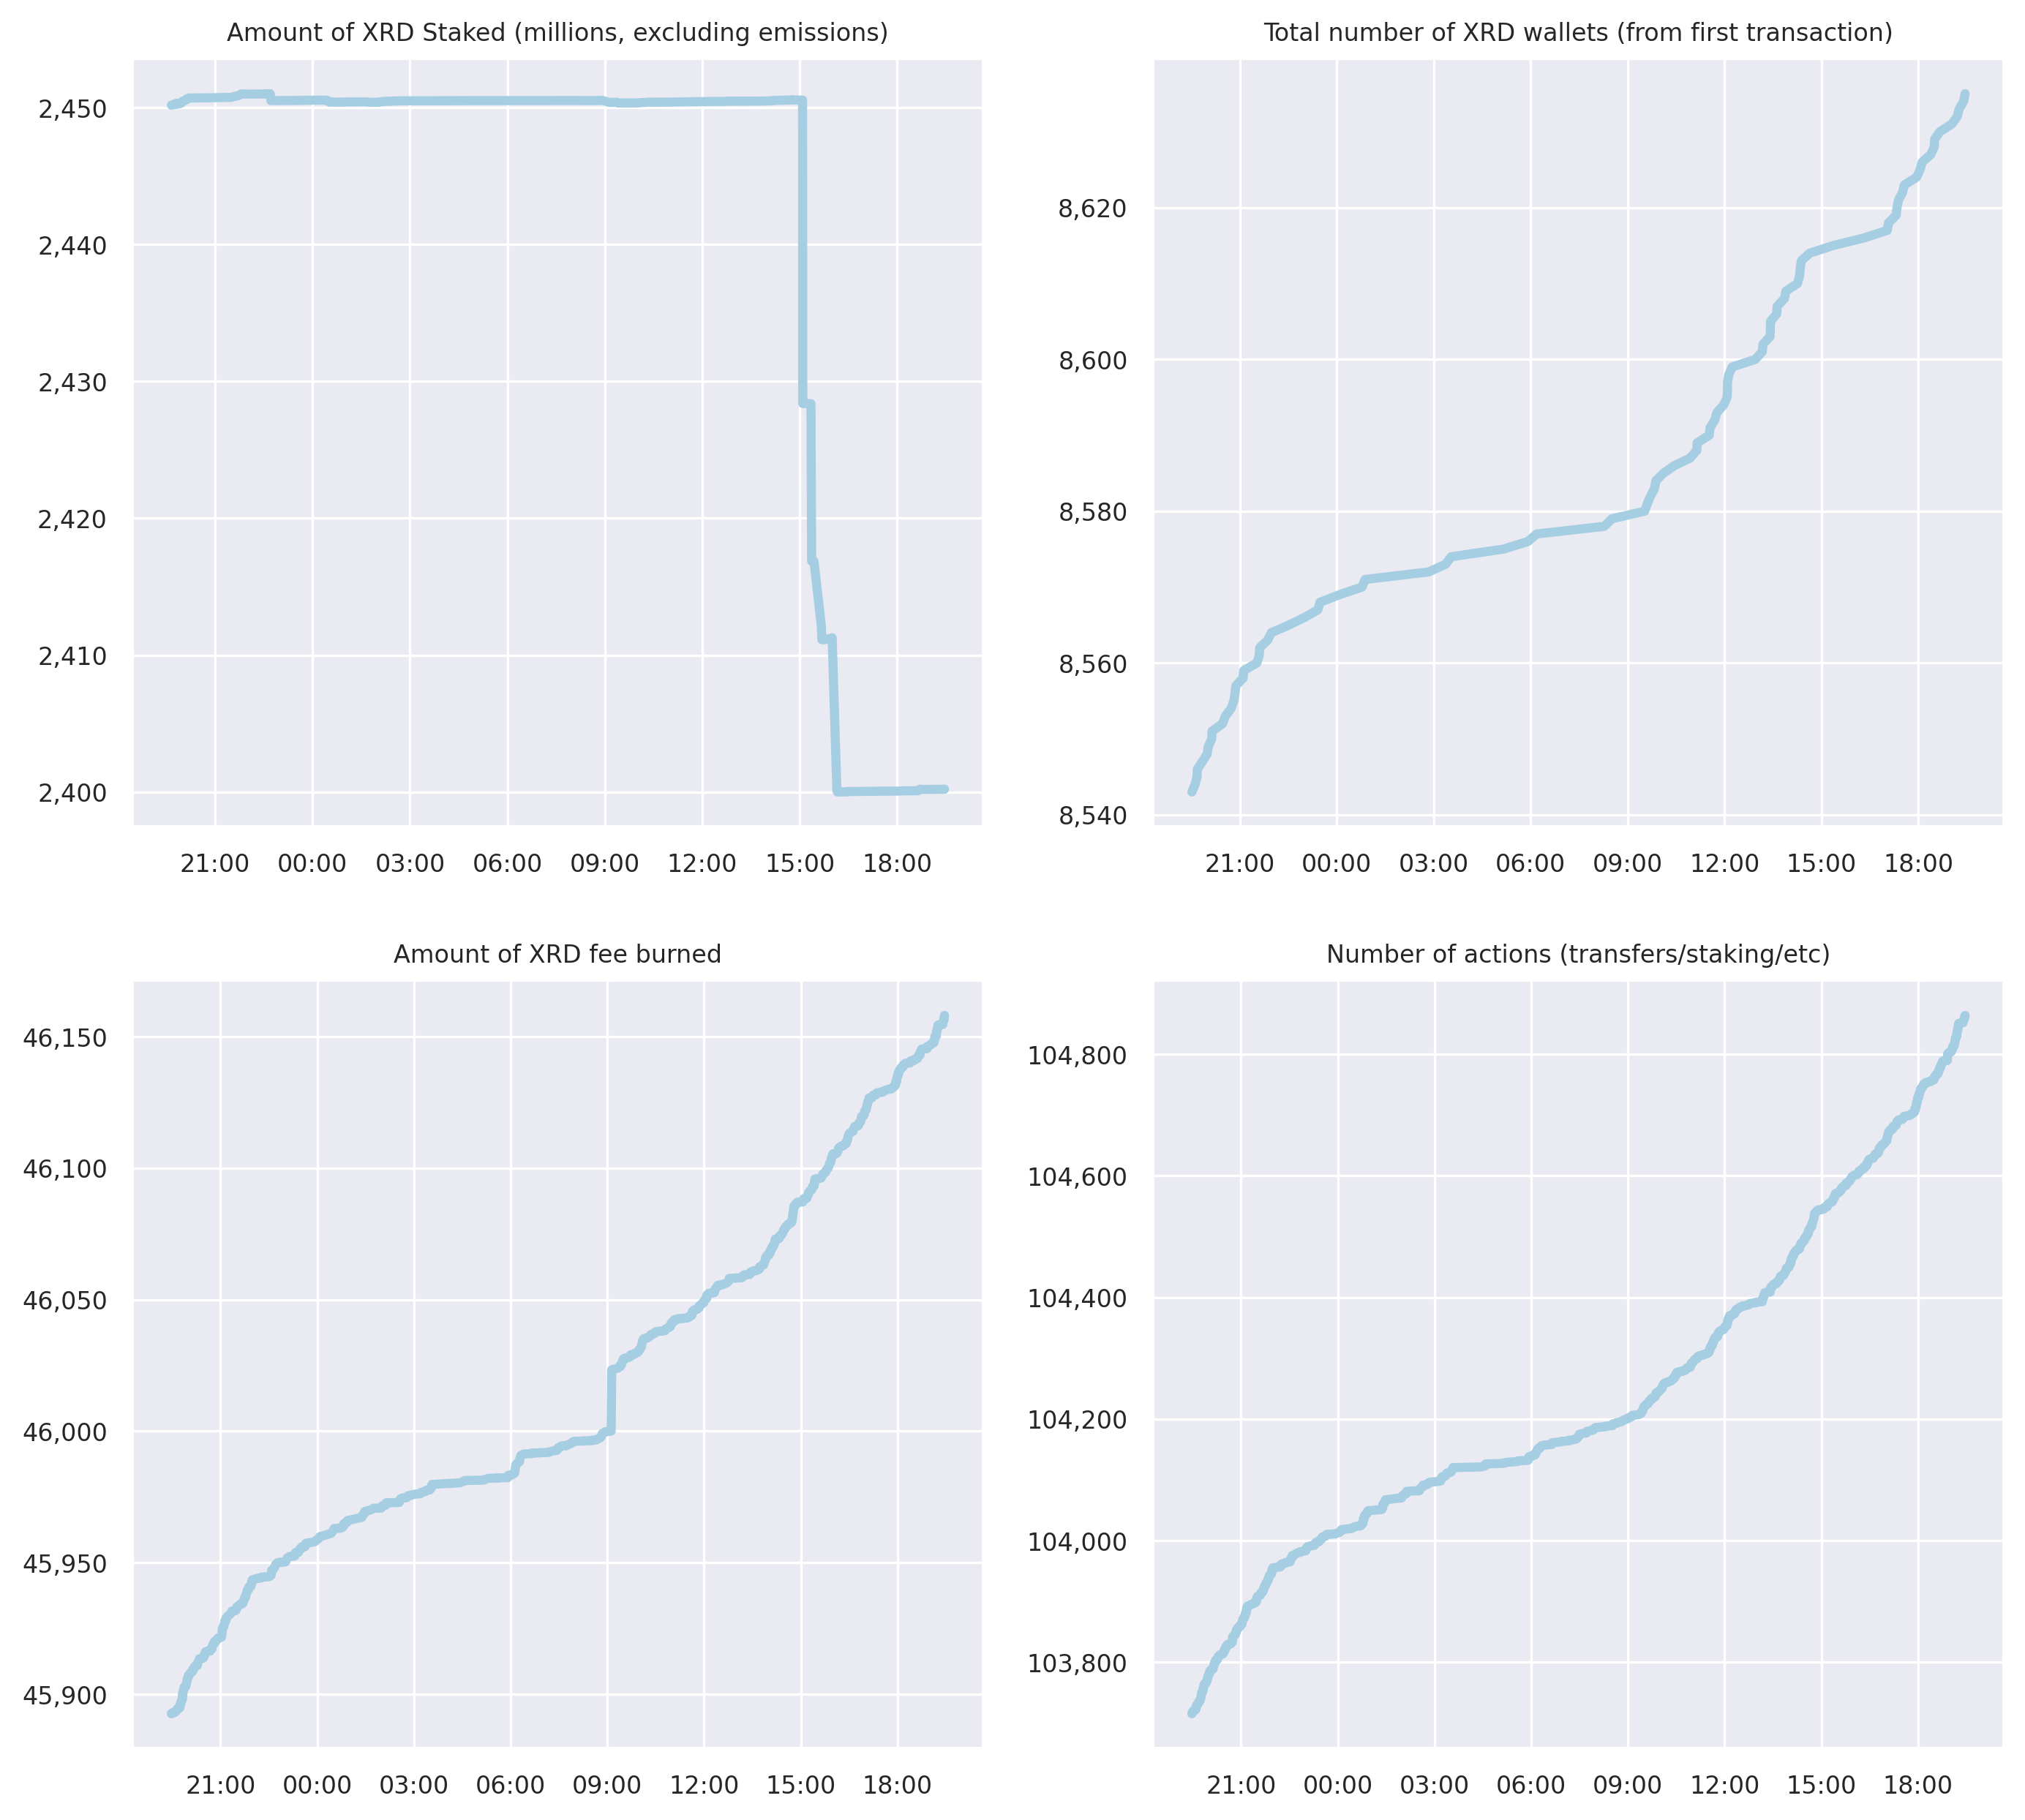 Amount of XRD Staked (millions, excluding emissions)
2,450
2,440
2,430
2,420
2,410
2,400
21:00 00:00 03:00 06:00 09:00 12:00 15:00 18:00
Total number of XRD wallets (from first transaction)
8,620
8,600
8,580
8,560
8,540
21:00 00:00 03:00 06:00 09:00 12:00 15:00 18:00
Amount of XRD fee burned
46,150
46,100
46,050
46,000
45,950
45,900
21:00 00:00 03:00 06:00 09:00 12:00 15:00 18:00
Number of actions (transfers/staking/etc)
104,800
104,600
104,400
104,200
104,000
103,800
21:00 00:00 03:00 06:00 09:00 12:00 15:00 18:00